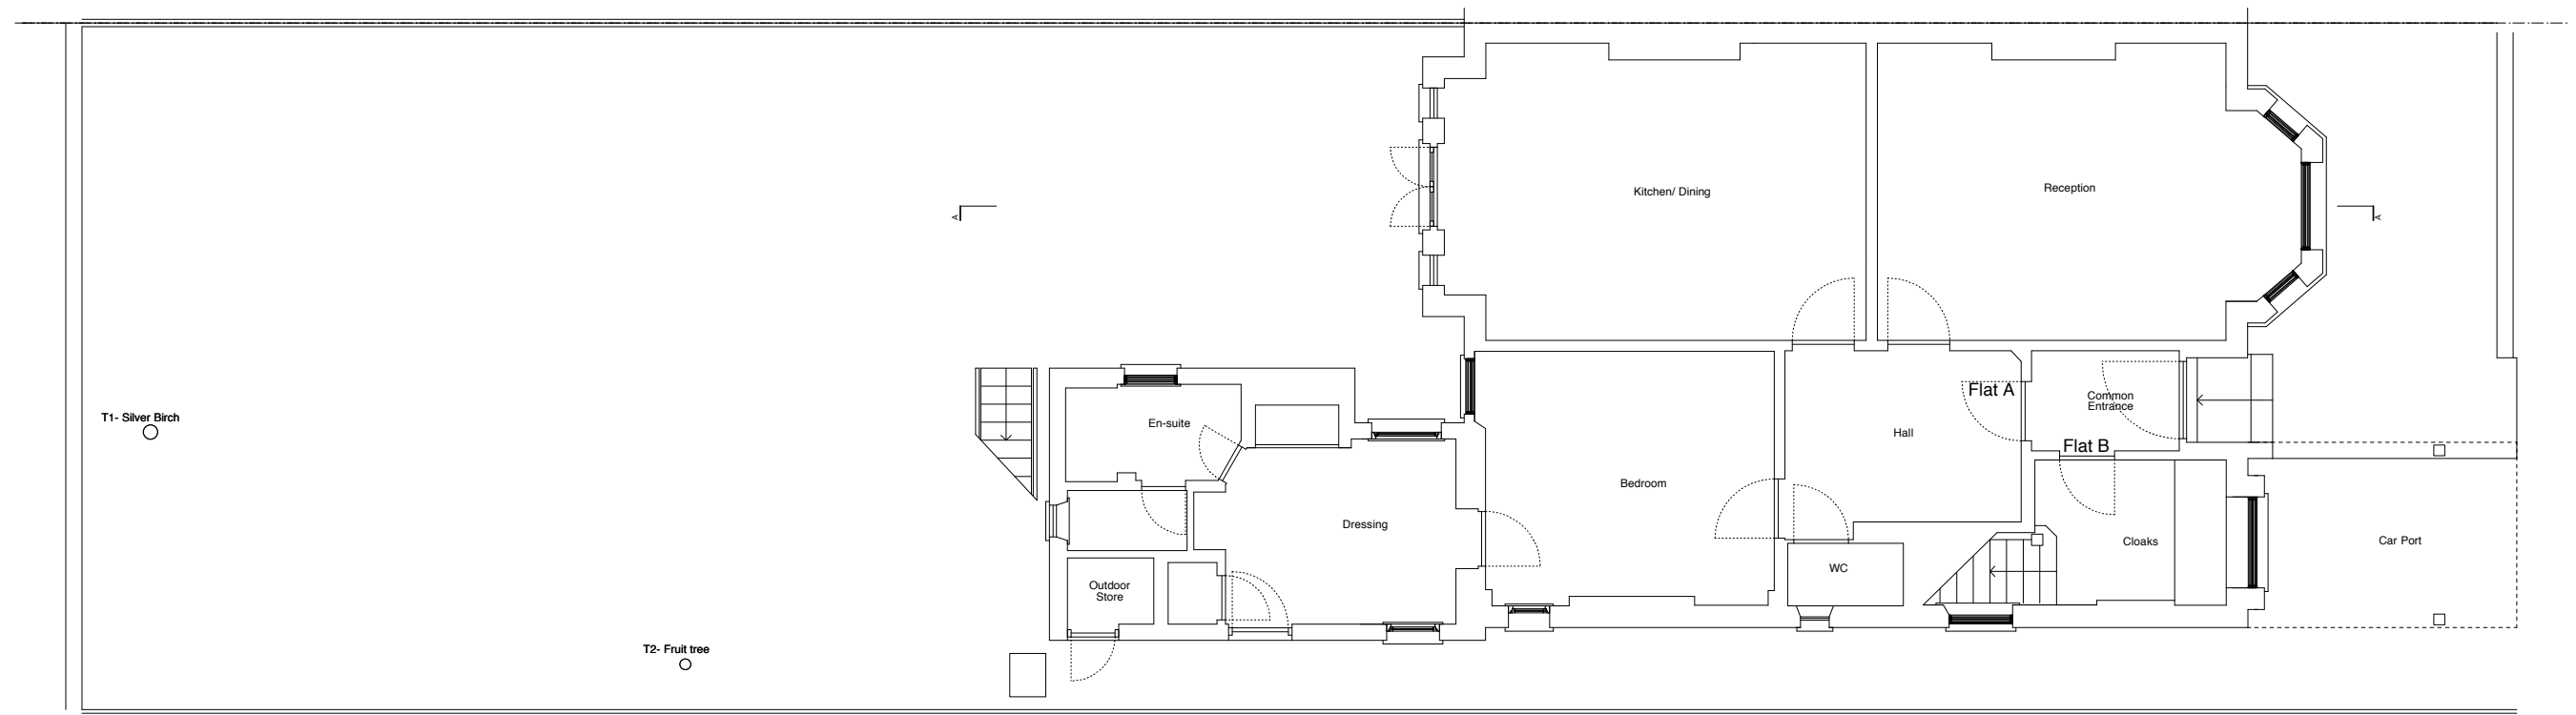 Kitchen/ Dining
Reception
A
A
T1- Silver Birch
En-suite
Flat A
Common
Entrance
Hall
Flat B
Bedroom
Dressing
Cloaks
Car Port
WC
Outdoor
Store
T2- Fruit tree